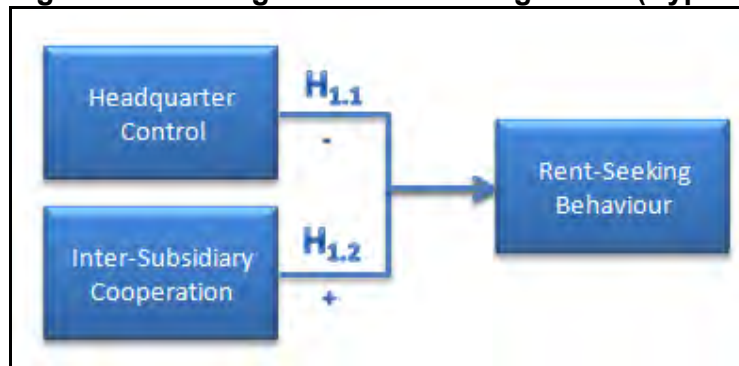 Headquarter
Control
H1.1
-
Inter-Subsidiary
Cooperation
H1.2
+
Rent-Seeking
Behaviour